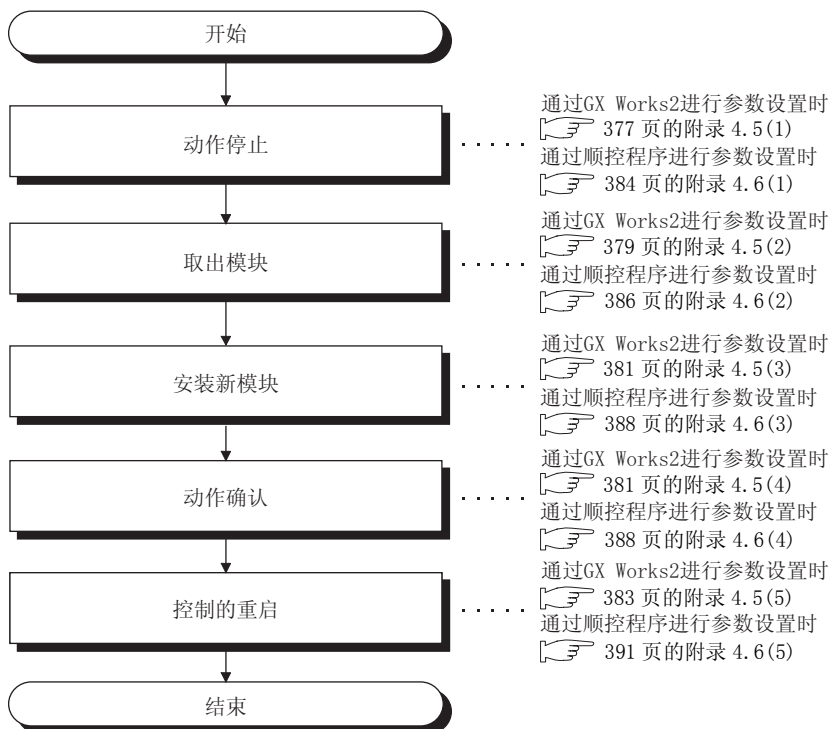 开始
动作停止
通过GX Works2进行参数设置时
377 页的附录 4.5(1)
通过顺控程序进行参数设置时
384 页的附录 4.6(1)
取出模块
通过GX Works2进行参数设置时
379 页的附录 4.5(2)
通过顺控程序进行参数设置时
386 页的附录 4.6(2)
安装新模块
通过GX Works2进行参数设置时
381 页的附录 4.5(3)
通过顺控程序进行参数设置时
388 页的附录 4.6(3)
动作确认
通过GX Works2进行参数设置时
381 页的附录 4.5(4)
通过顺控程序进行参数设置时
388 页的附录 4.6(4)
控制的重启
通过GX Works2进行参数设置时
383 页的附录 4.5(5)
通过顺控程序进行参数设置时
391 页的附录 4.6(5)
结束